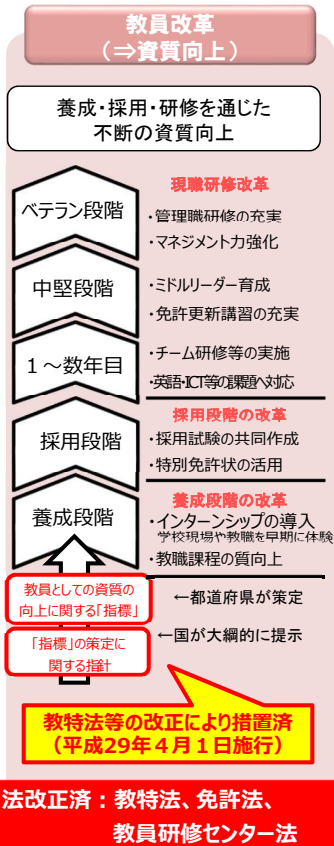 教員改革
（⇒資質向上）
養成・採用・研修を通じた
不断の資質向上
現職研修改革
ベテラン段階
・管理職研修の充実
・マネジメント力強化
中堅段階
・ミドルリーダー育成
・免許更新講習の充実
１～数年目
・チーム研修等の実施
・英語・ICT等の課題へ対応
採用段階の改革
採用段階
・採用試験の共同作成
・特別免許状の活用
養成段階の改革
養成段階
・インターンシップの導入
学校現場や教職を早期に体験
・教職課程の質向上
教員としての資質の
向上に関する「指標」
←都道府県が策定
「指標」の策定に
関する指針
←国が大綱的に提示
教特法等の改正により措置済
（平成29年４月１日施行）
法改正済：教特法、免許法、
教員研修センター法